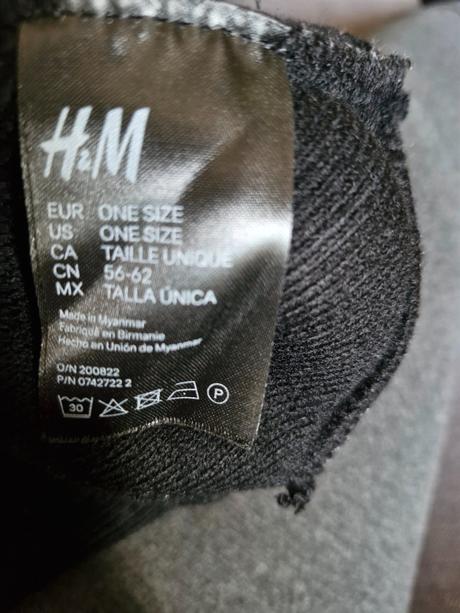 H&M
EUR ONE SIZE
US ONE SIZE
CA TAILLE UNIQUE
CN 56-62
MX TALLA ÚNICA
Made in Myanmar
Fabriqué en Birmanie
Hecho en Unión de Myanmar
O/N 200822
P/N 0742722 2
30 P